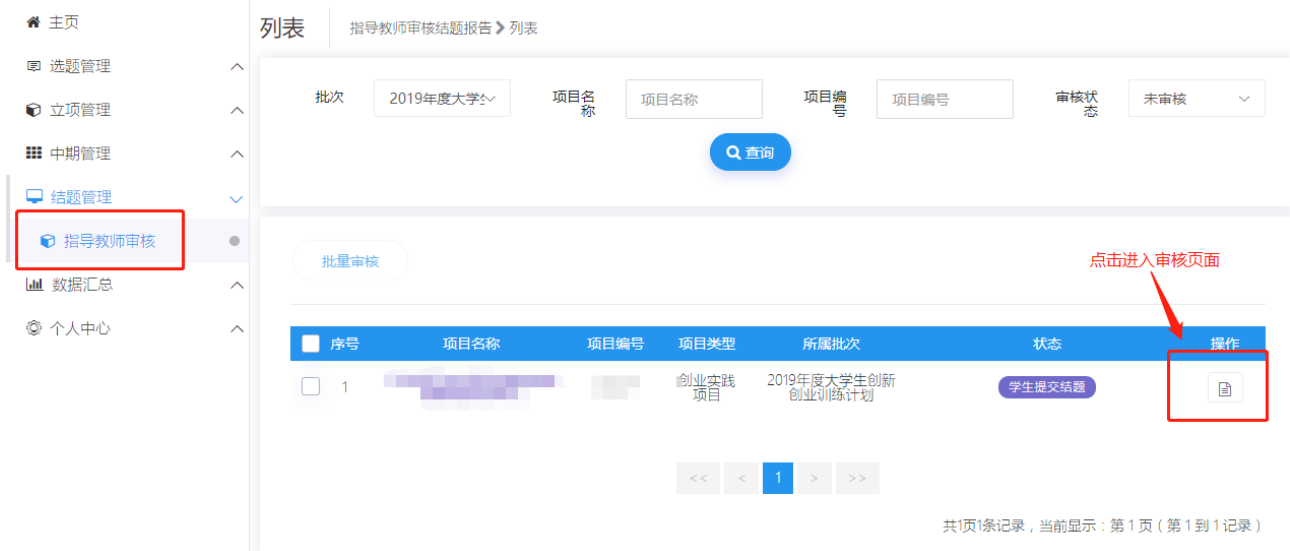 主页
选题管理
立项管理
中期管理
结题管理
指导教师审核
数据汇总
个人中心
列表
指导教师审核结题报告 列表
批次
2019年度大学生
项目名
称
项目名称
项目编
号
项目编号
审核状
态
未审核
查询
批量审核
点击进入审核页面
序号 项目名称 项目编号 项目类型 所属批次 状态 操作
1 创业实践 2019年度大学生创新 学生提交结题
项目 创业训练计划
<< < 1 > >>
共1页1条记录，当前显示：第1页（第1到1记录）